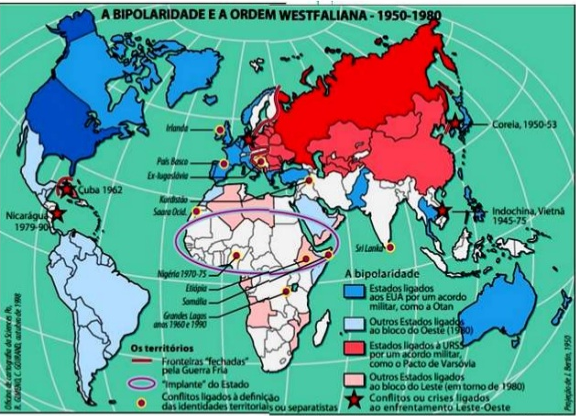 A BIPOLARIDADE E A ORDEM WESTFALIANA - 1950-1980
Irlanda
País Basco
Ex-Iugoslávia
Kurdistão
Saara Ocid.
Cuba 1962
Nicarágua
1979-90
Coreia, 1950-53
Indochina, Vietnã
1945-75
Sri Lanka
Nigéria 1970-75
Etiópia
Somália
Grandes Lagos
anos 1960 e 1990
Os territórios
Fronteiras "fechadas"
pela Guerra Fria
"Implante" do Estado
Conflitos ligados à definição
das identidades territoriais ou separatistas
A bipolaridade
Estados ligados
aos EUA por um acordo
militar, como a Otan
Outros Estados ligados
ao bloco do Oeste (1980)
Estados ligados à URSS
por um acordo militar,
como o Pacto de Varsóvia
Outros Estados ligados
ao bloco do Leste (em torno de 1980)
Conflitos ou crises ligados
ao enfrentamento Leste-Oeste
Projeção de J. Bertin, 1950